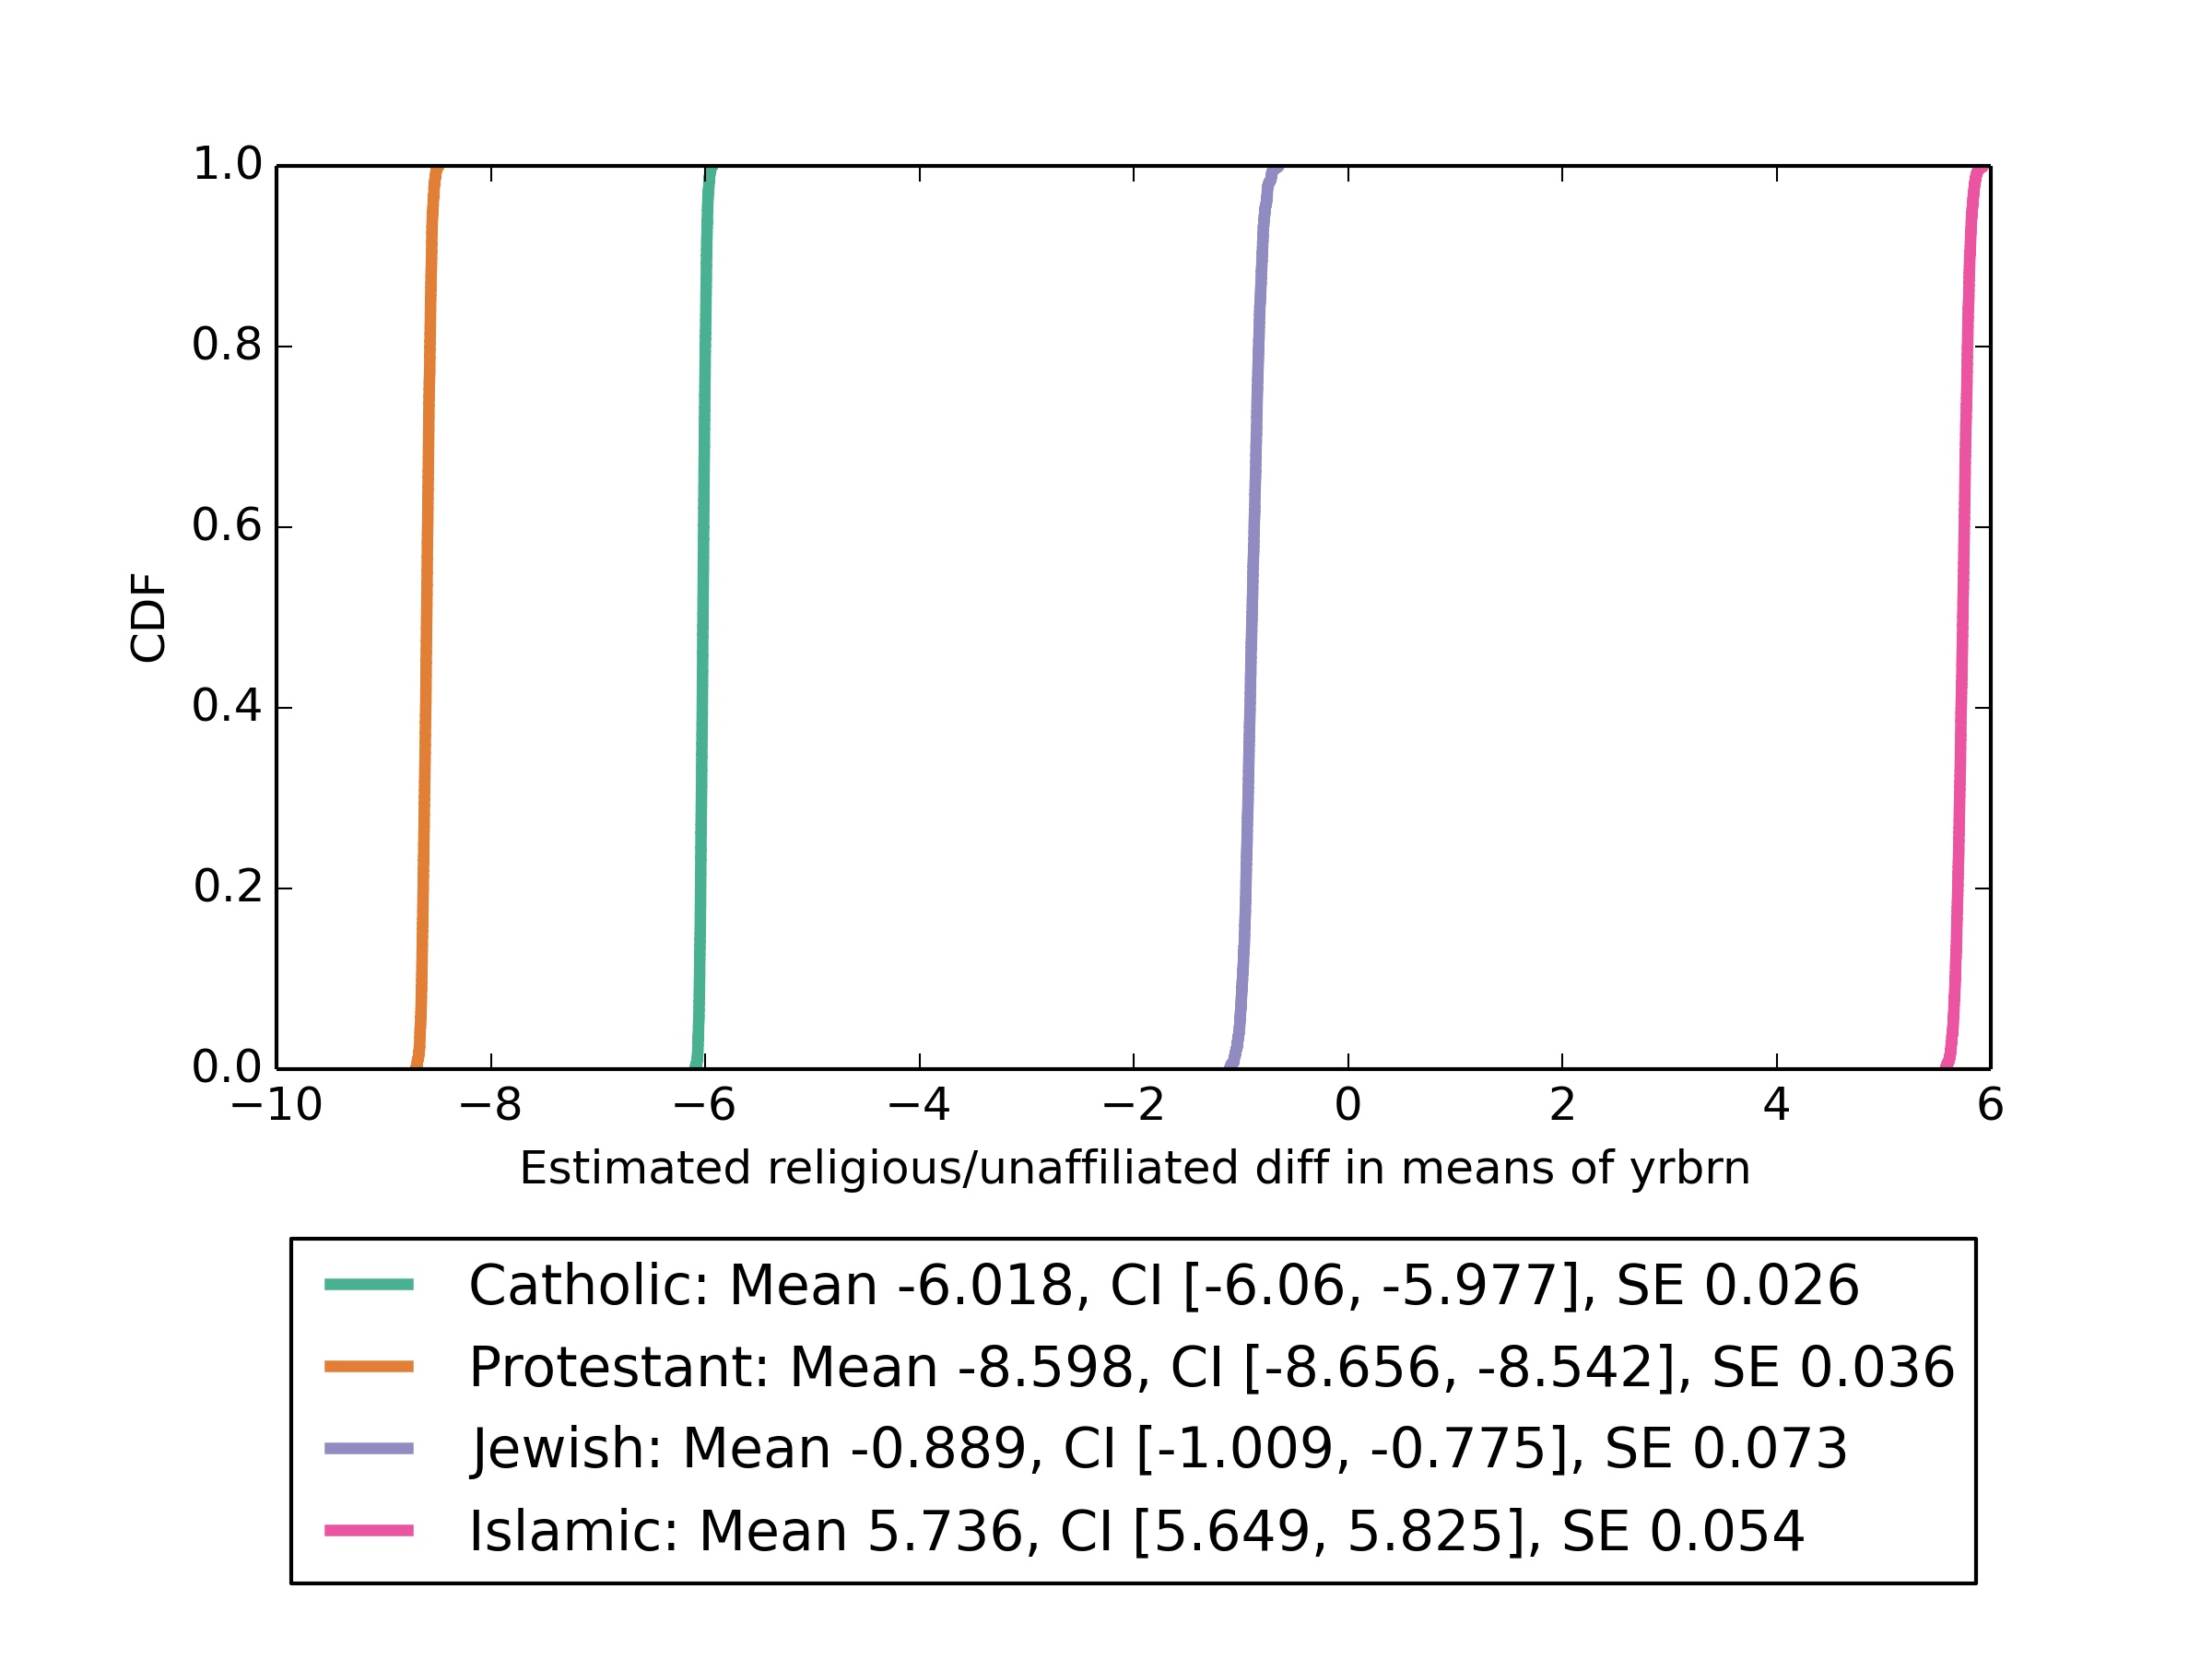 1.0
0.8
0.6
0.4
0.2
0.0
CDF
−10 −8 −6 −4 −2 0 2 4 6
Estimated religious/unaffiliated diff in means of yrbrn
Catholic: Mean -6.018, CI [-6.06, -5.977], SE 0.026
Protestant: Mean -8.598, CI [-8.656, -8.542], SE 0.036
Jewish: Mean -0.889, CI [-1.009, -0.775], SE 0.073
Islamic: Mean 5.736, CI [5.649, 5.825], SE 0.054